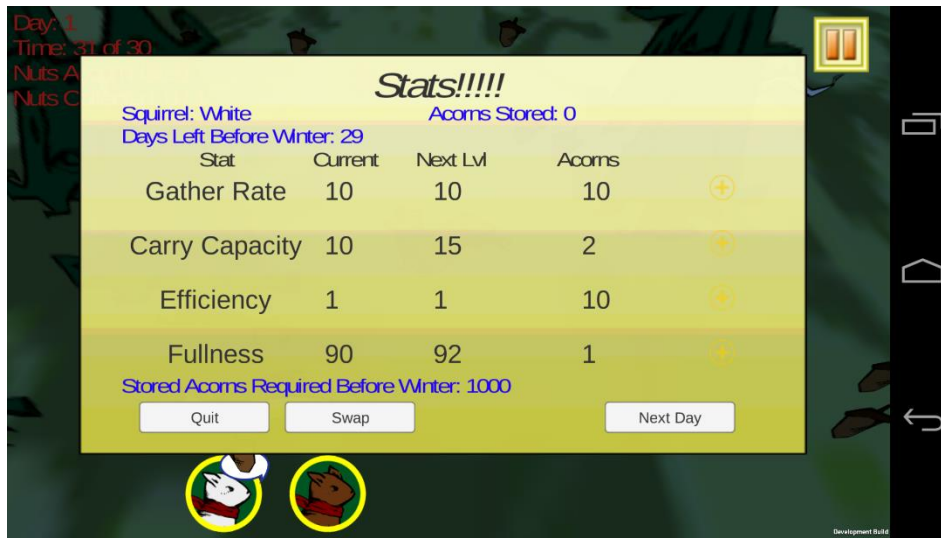 Day: 1
Time: 31 of 30
Nuts A
Nuts C
Stats!!!!!
Squirrel: White Acorns Stored: 0
Days Left Before Winter: 29
Stat Current Next Lvl Acorns
Gather Rate 10 10 10
Carry Capacity 10 15 2
Efficiency 1 1 10
Fullness 90 92 1
Stored Acorns Required Before Winter: 1000
Quit Swap Next Day
Development Build